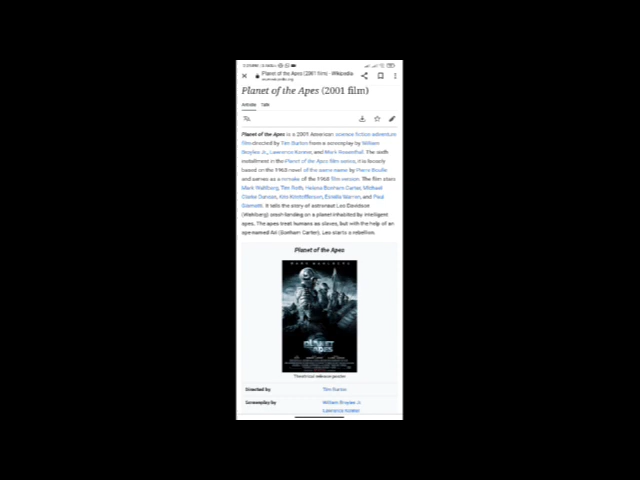 Planet of the Apes (2001 film) - Wikipedia
Planet of the Apes (2001 film)
Article Talk
Planet of the Apes is a 2001 American science fiction adventure
film directed by Tim Burton from a screenplay by William
Broyles Jr., Lawrence Konner, and Mark Rosenthal. The sixth
installment in the Planet of the Apes film series, it is loosely
based on the 1963 novel of the same name by Pierre Boulle
and serves as a remake of the 1968 film version. The film stars
Mark Wahlberg, Tim Roth, Helena Bonham Carter, Michael
Clarke Duncan, Kris Kristofferson, Estella Warren, and Paul
Giamatti. It tells the story of astronaut Leo Davidson
(Wahlberg) crash-landing on a planet inhabited by intelligent
apes. The apes treat humans as slaves, but with the help of an
ape named Ari (Bonham Carter), Leo starts a rebellion.
Planet of the Apes
MARK WAHLBERG
PLANET
APES
Theatrical release poster
Directed by Tim Burton
Screenplay by William Broyles Jr.
Lawrence Konner